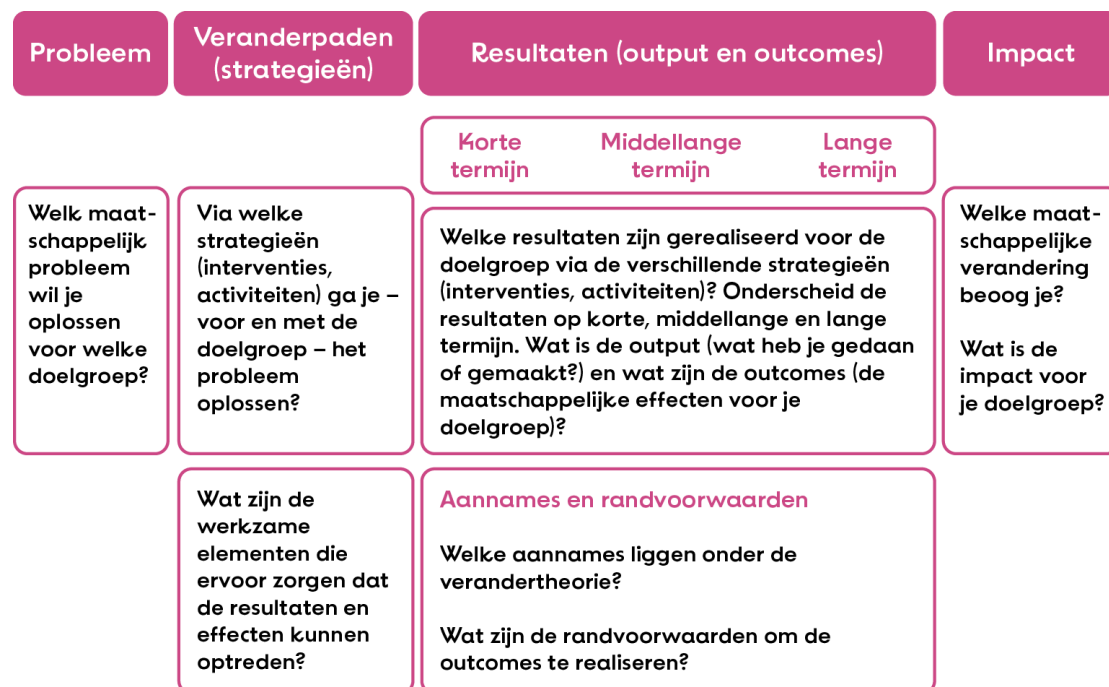 Probleem
Veranderpaden
(strategieën)
Resultaten (output en outcomes)
Impact
Korte
termijn
Middellange
termijn
Lange
termijn
Welk maat-
schappelijk
probleem
wil je
oplossen
voor welke
doelgroep?
Via welke
strategieën
(interventies,
activiteiten) ga je –
voor en met de
doelgroep – het
probleem
oplossen?
Welke resultaten zijn gerealiseerd voor de
doelgroep via de verschillende strategieën
(interventies, activiteiten)? Onderscheid de
resultaten op korte, middellange en lange
termijn. Wat is de output (wat heb je gedaan
of gemaakt?) en wat zijn de outcomes (de
maatschappelijke effecten voor je
doelgroep)?
Welke maat-
schappelijke
verandering
beoog je?
Wat is de
impact voor
je doelgroep?
Wat zijn de
werkzame
elementen die
ervoor zorgen dat
de resultaten en
effecten kunnen
optreden?
Aannames en randvoorwaarden
Welke aannames liggen onder de
verandertheorie?
Wat zijn de randvoorwaarden om de
outcomes te realiseren?